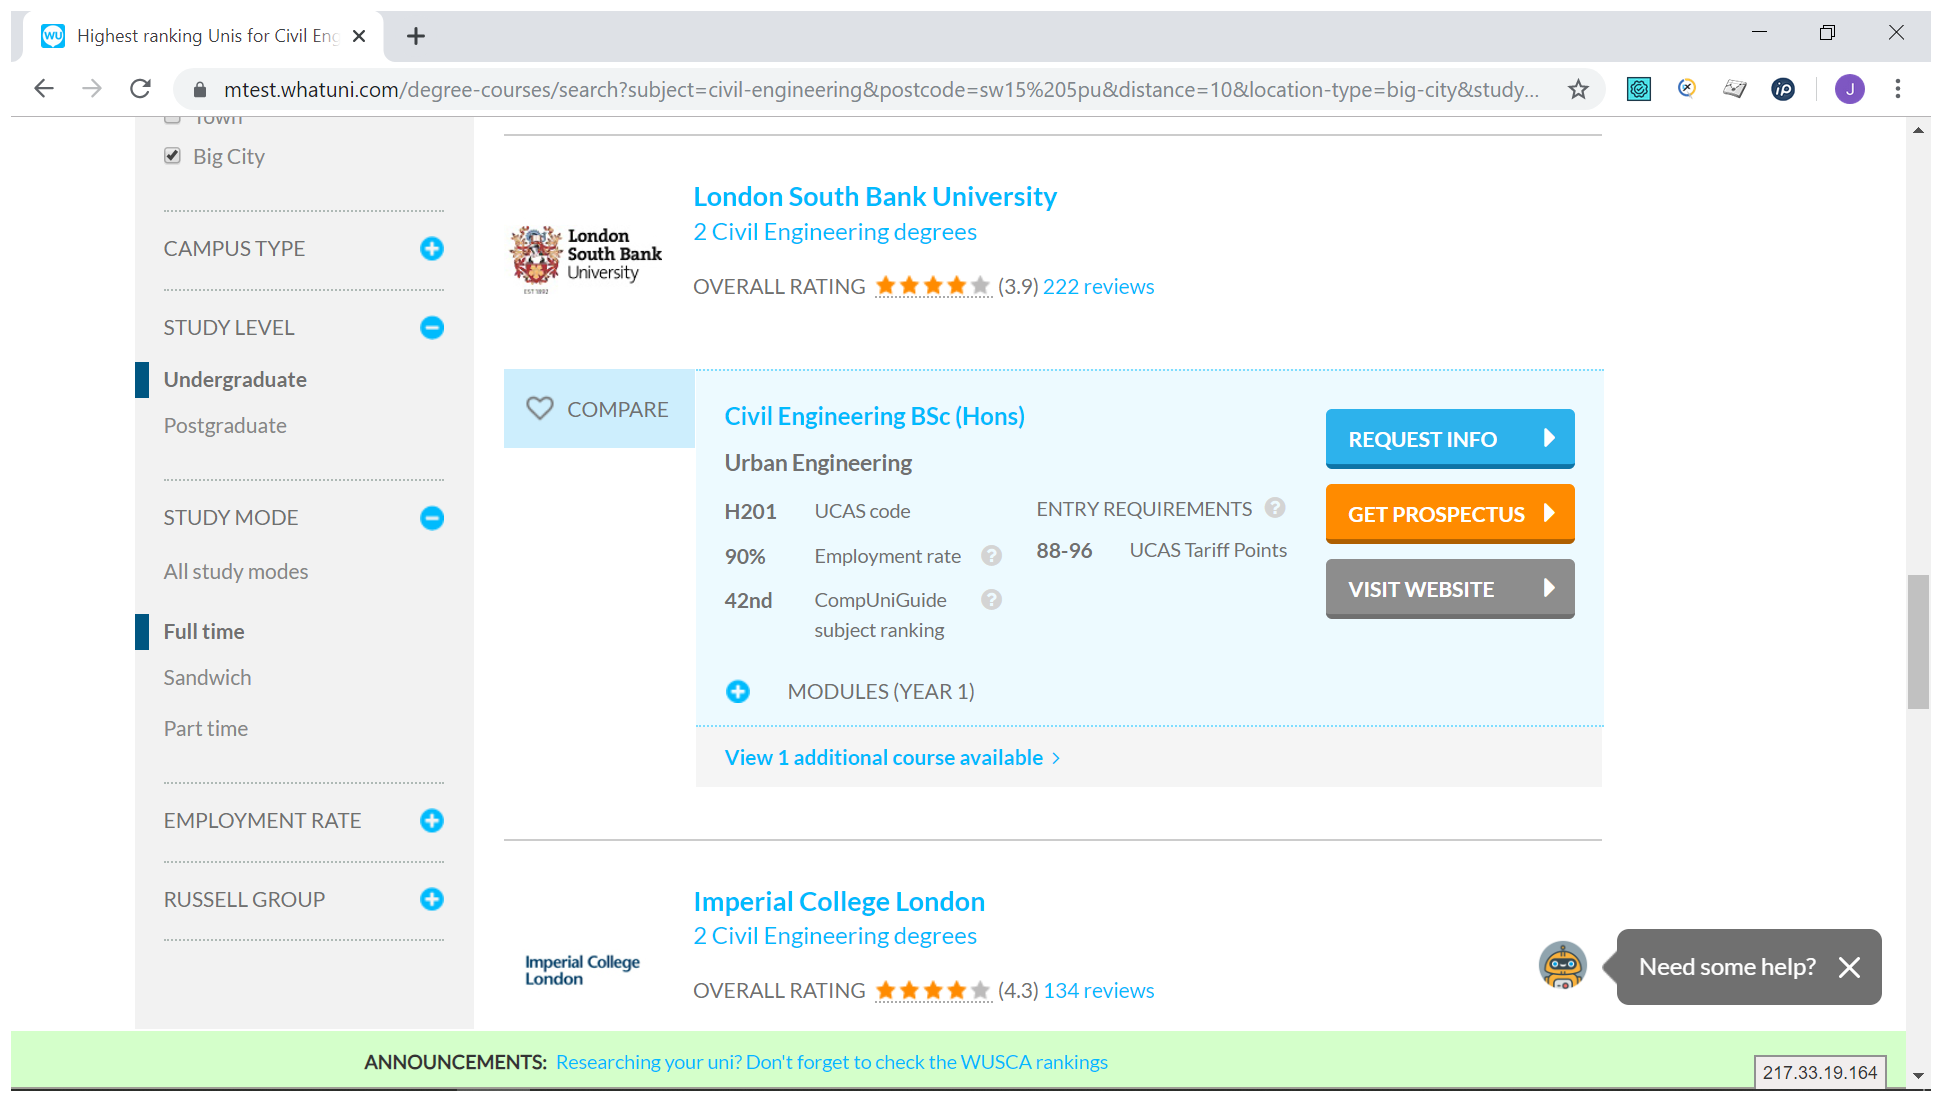 Highest ranking Unis for Civil Eng
mtest.whatuni.com/degree-courses/search?subject=civil-engineering&postcode=sw15%205pu&distance=10&location-type=big-city&study...
J
Town
Big City
CAMPUS TYPE
STUDY LEVEL
Undergraduate
Postgraduate
STUDY MODE
All study modes
Full time
Sandwich
Part time
EMPLOYMENT RATE
RUSSELL GROUP
London
South Bank
University
EST 1892
London South Bank University
2 Civil Engineering degrees
OVERALL RATING (3.9) 222 reviews
COMPARE
Civil Engineering BSc (Hons)
Urban Engineering
H201 UCAS code
90% Employment rate ?
42nd CompUniGuide ?
subject ranking
ENTRY REQUIREMENTS ?
88-96 UCAS Tariff Points
REQUEST INFO
GET PROSPECTUS
VISIT WEBSITE
MODULES (YEAR 1)
View 1 additional course available >
Imperial College
London
Imperial College London
2 Civil Engineering degrees
OVERALL RATING (4.3) 134 reviews
Need some help?
ANNOUNCEMENTS: Researching your uni? Don't forget to check the WUSCA rankings
217.33.19.164